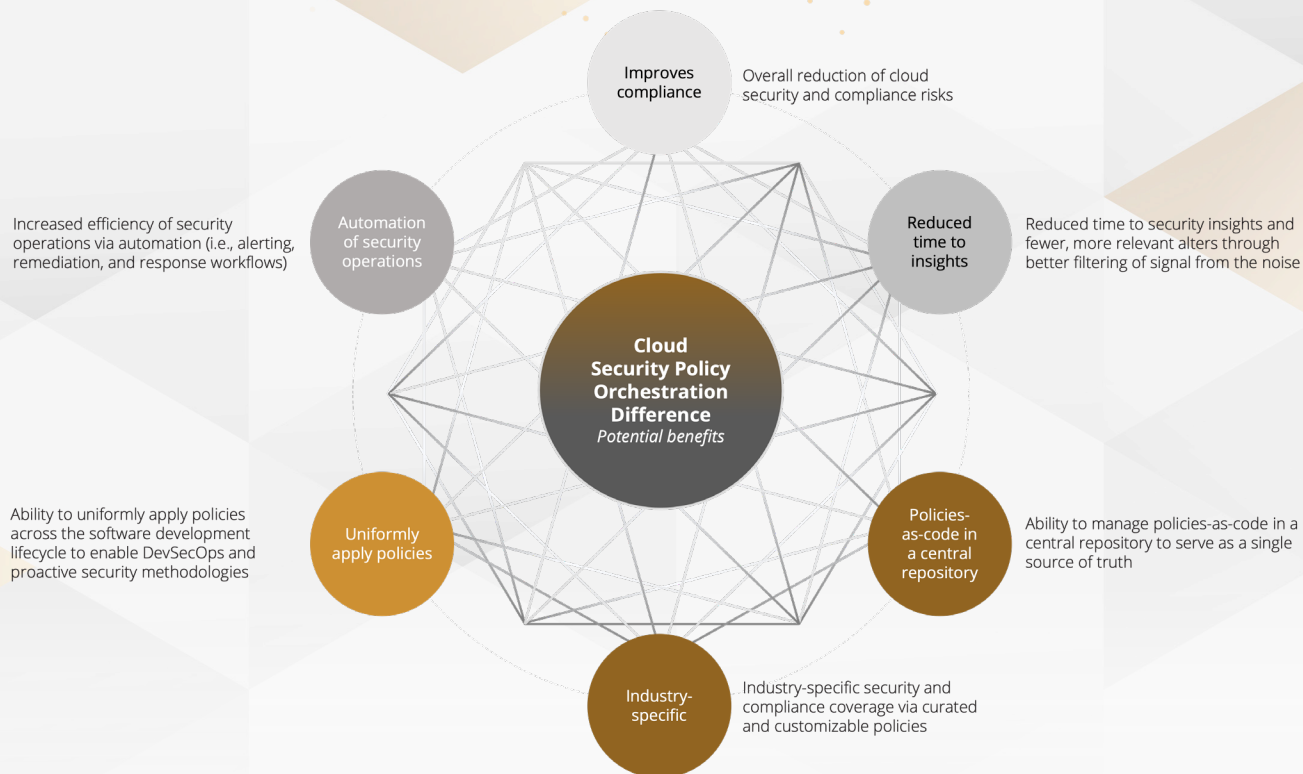 Improves
compliance
Overall reduction of cloud
security and compliance risks
Increased efficiency of security
operations via automation (i.e., alerting,
remediation, and response workflows)
Automation
of security
operations
Reduced
time to
insights
Reduced time to security insights and
fewer, more relevant alters through
better filtering of signal from the noise
Cloud
Security Policy
Orchestration
Difference
Potential benefits
Ability to uniformly apply policies
across the software development
lifecycle to enable DevSecOps and
proactive security methodologies
Uniformly
apply policies
Policies-
as-code in
a central
repository
Ability to manage policies-as-code in a
central repository to serve as a single
source of truth
Industry-
specific
Industry-specific security and
compliance coverage via curated
and customizable policies